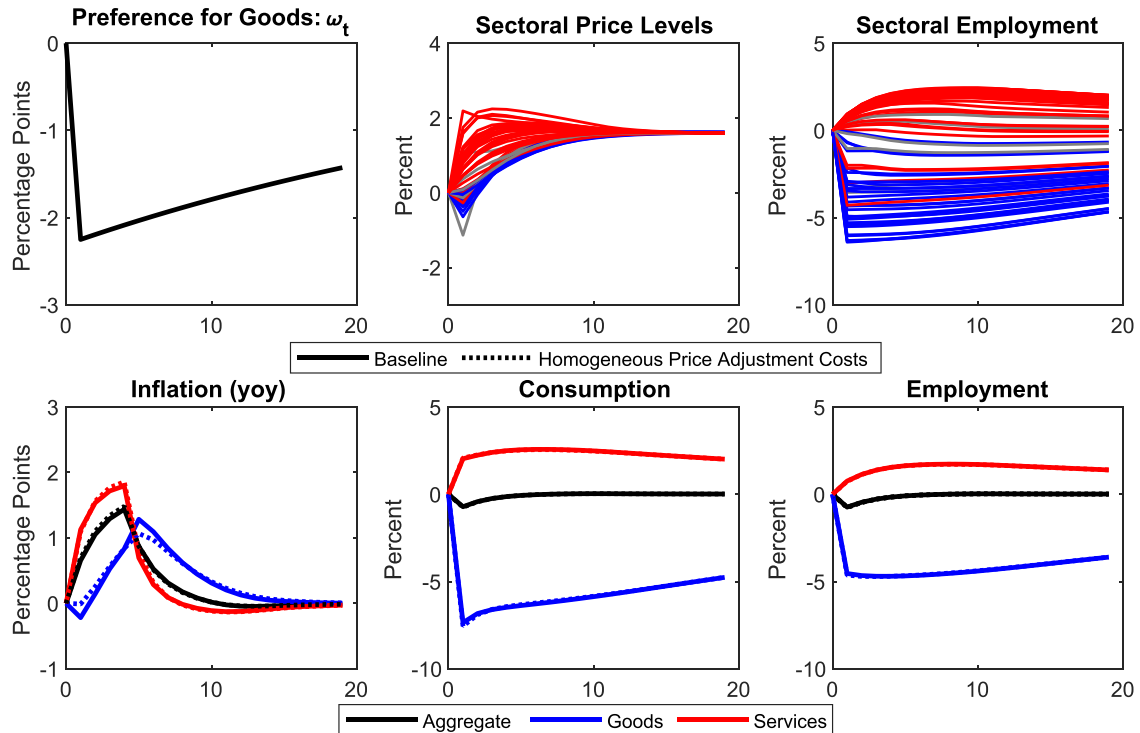 Preference for Goods: ωt
Percentage Points
0
-1
-2
-3
0 10 20
Sectoral Price Levels
Percent
4
2
0
-2
0 10 20
Sectoral Employment
Percent
5
0
-5
-10
0 10 20
Baseline Homogeneous Price Adjustment Costs
Inflation (yoy)
Percentage Points
3
2
1
0
-1
0 10 20
Consumption
Percent
5
0
-5
-10
0 10 20
Employment
Percent
5
0
-5
-10
0 10 20
Aggregate Goods Services